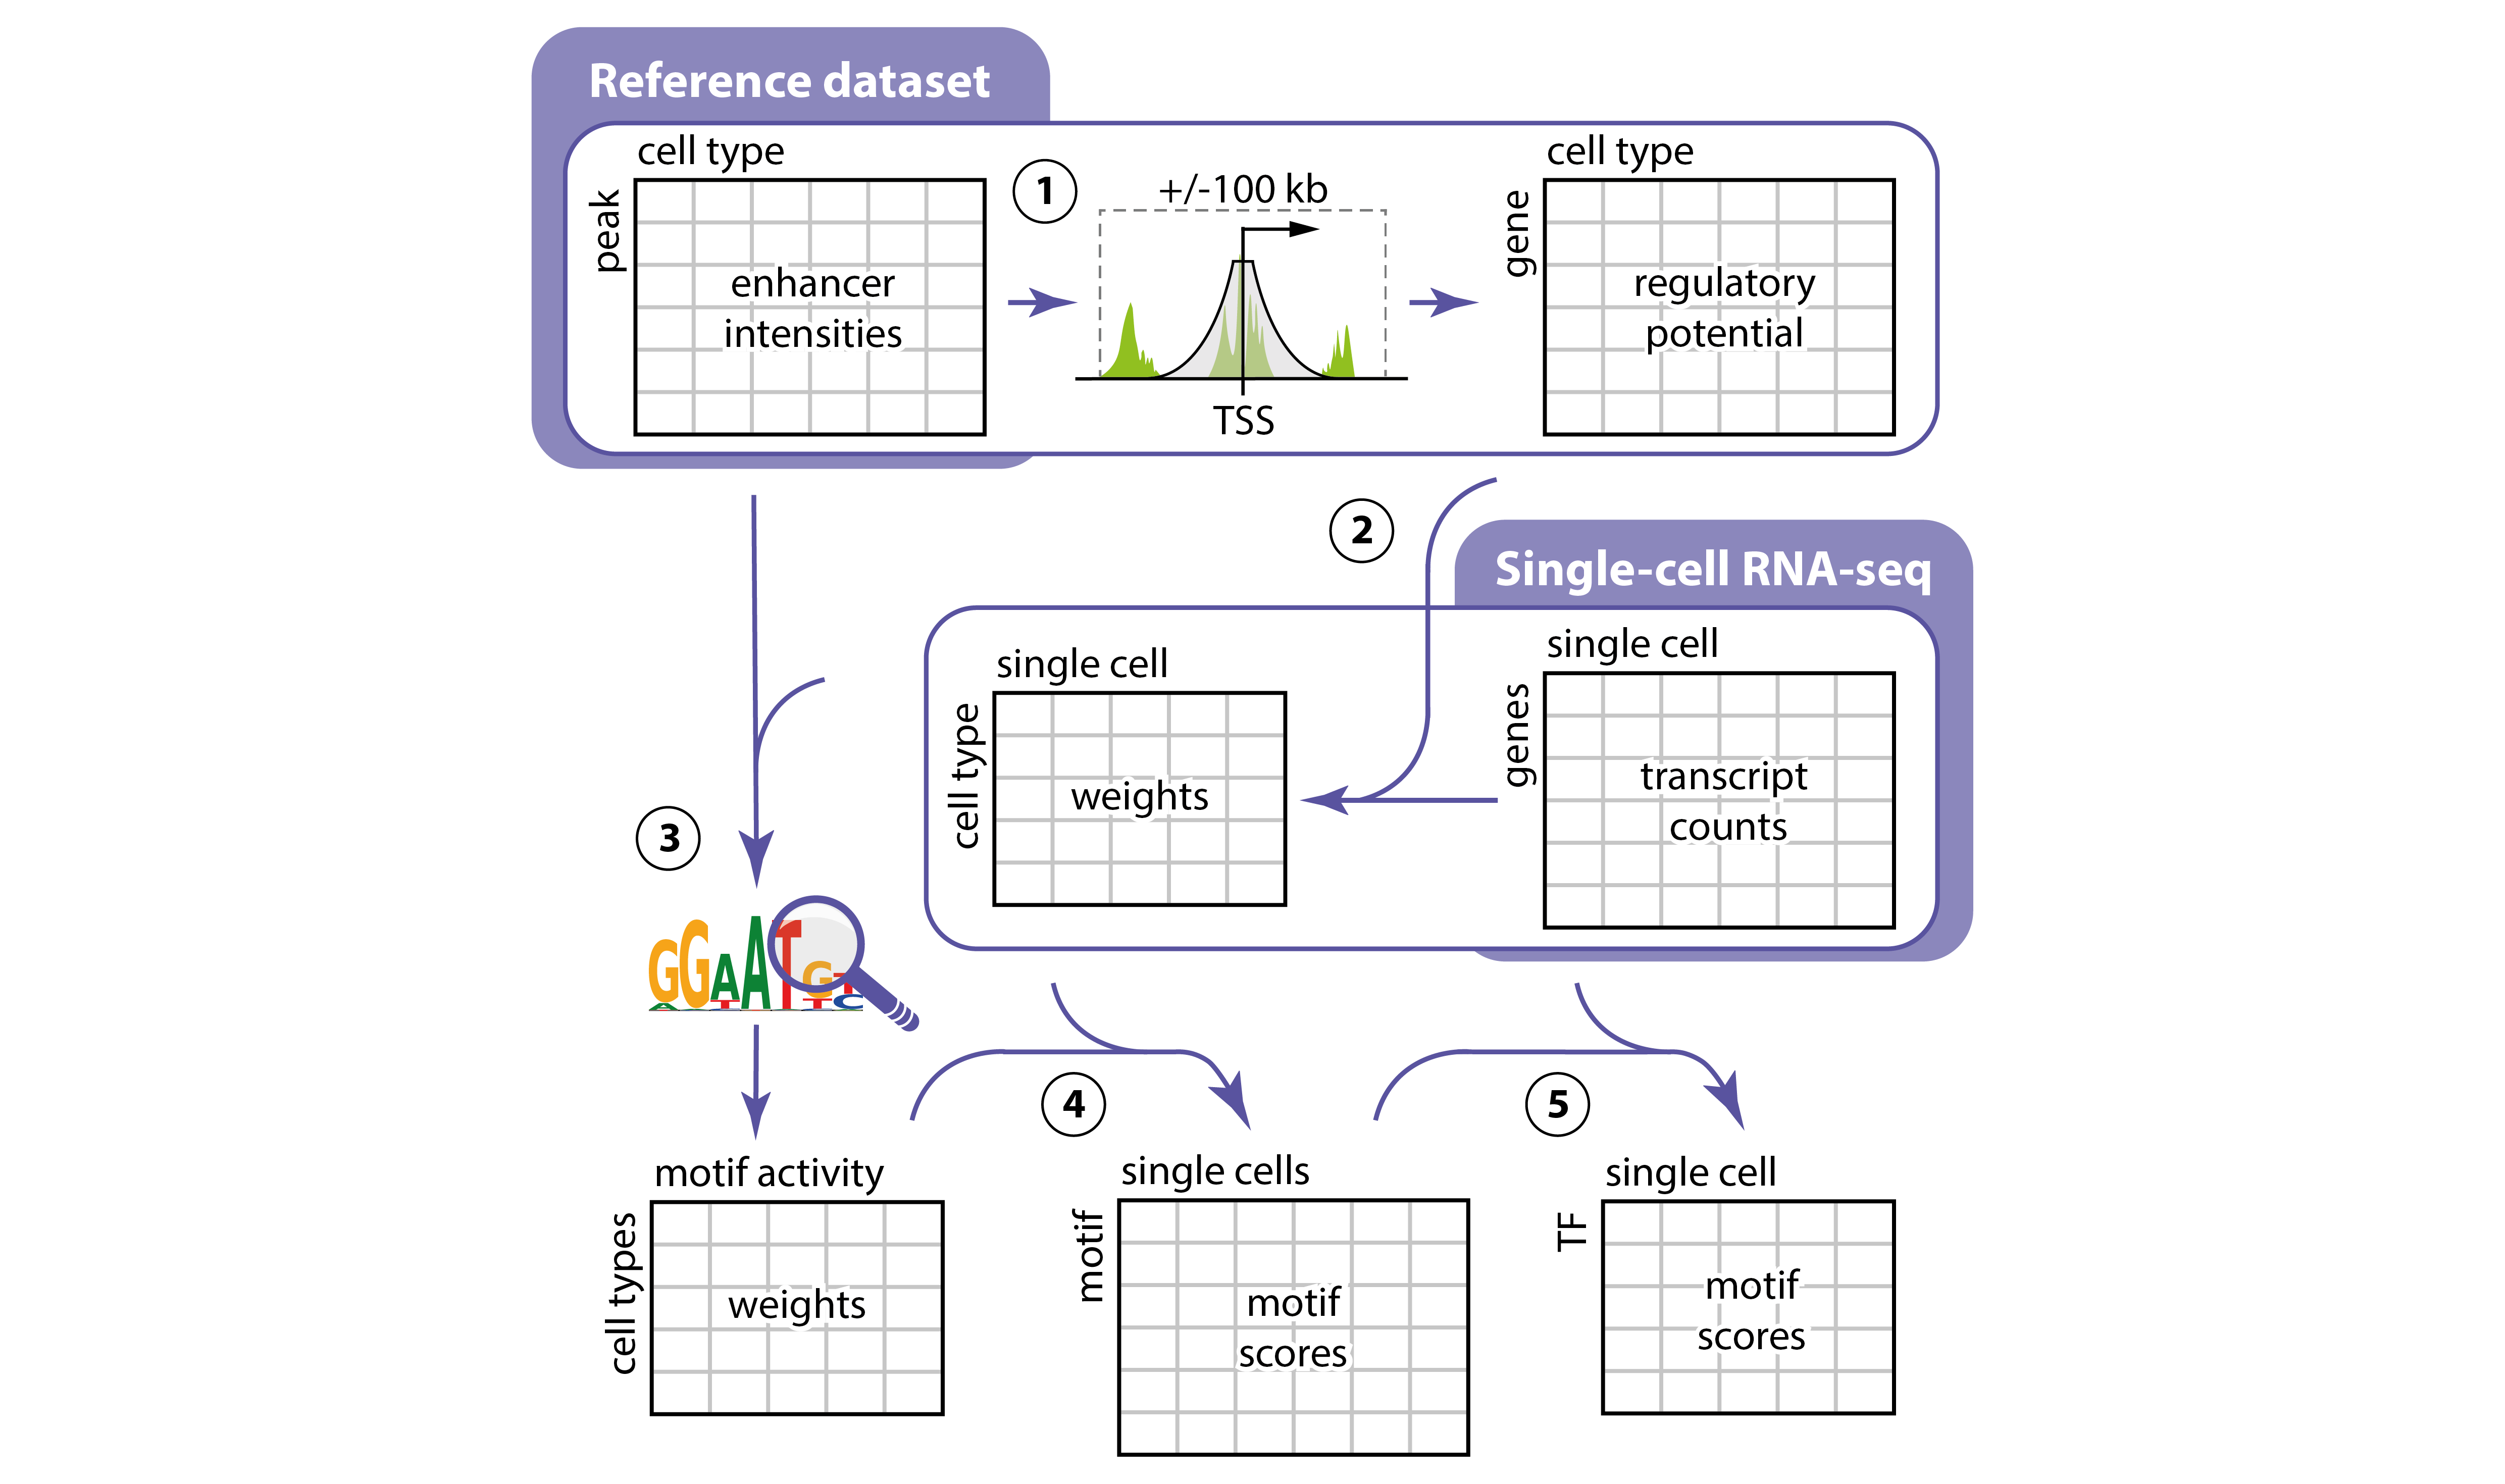 Reference dataset
cell type
peak
enhancer
intensities
1
+/-100 kb
TSS
cell type
gene
regulatory
potential
2
Single-cell RNA-seq
single cell
cell type
weights
single cell
genes
transcript
counts
3
GGAATGT
A
T
T
C
4
5
motif activity
cell types
weights
single cells
motif
motif
scores
single cell
TF
motif
scores